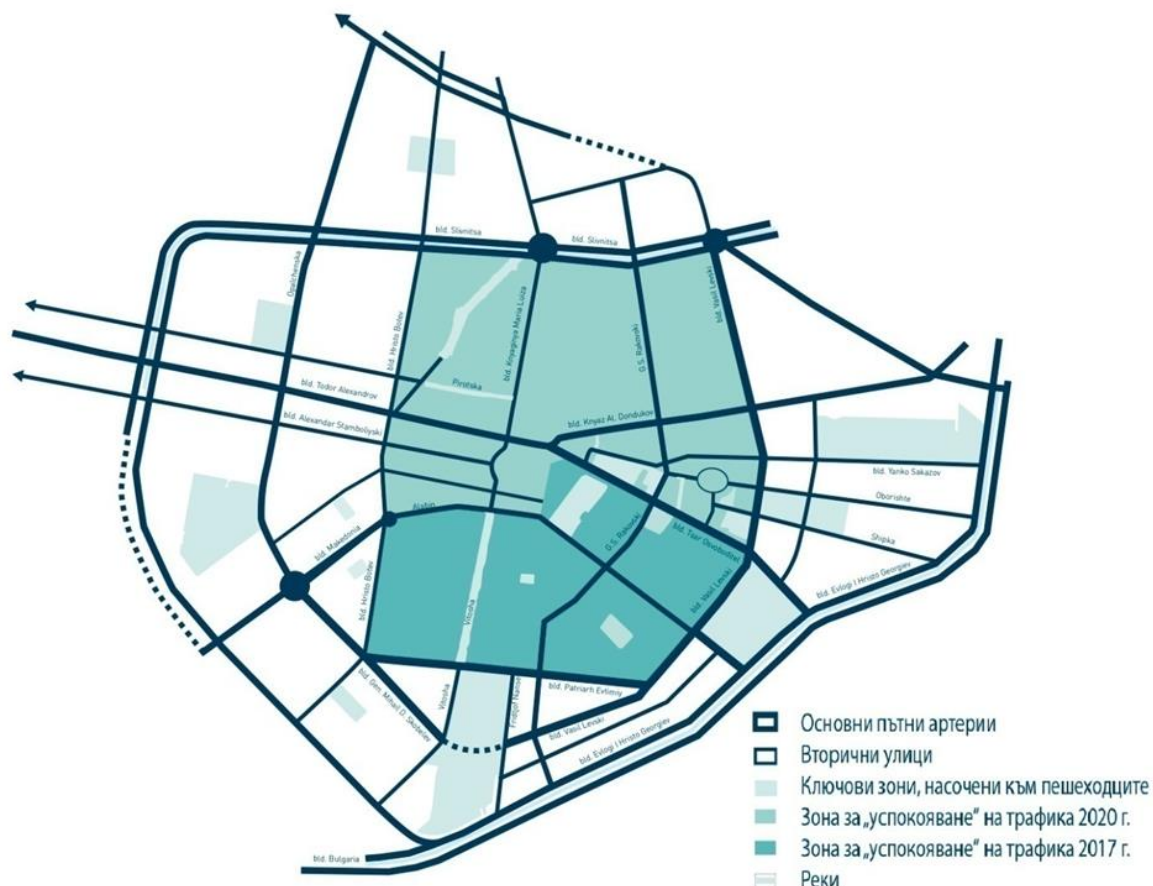 bld. Slivnitsa
bld. Slivnitsa
Opalchenska
bld. Hristo Botev
bld. Knyaginya Maria Luiza
G.S. Rakovski
bld. Vasil Levski
Pirotska
bld. Todor Alexandrov
bld. Alexandar Stamboliyski
bld. Knyaz Al. Dondukov
bld. Yanko Sakazov
Oborishte
Shipka
Alabin
bld. Makedonia
G.S. Rakovski
bld. Tsar Osvoboditel
bld. Hristo Botev
Vitosha
bld. Vasil Levski
bld. Evlogi I Hristo Georgiev
bld. Gen. Mihail D. Skobelev
Vitosha
Fridtjof Nansen
bld. Patriarh Evtimiy
bld. Vasil Levski
bld. Evlogi I Hristo Georgiev
bld. Bulgaria
Основни пътни артерии
Вторични улици
Ключови зони, насочени към пешеходците
Зона за „успокояване“ на трафика 2020 г.
Зона за „успокояване“ на трафика 2017 г.
Реки